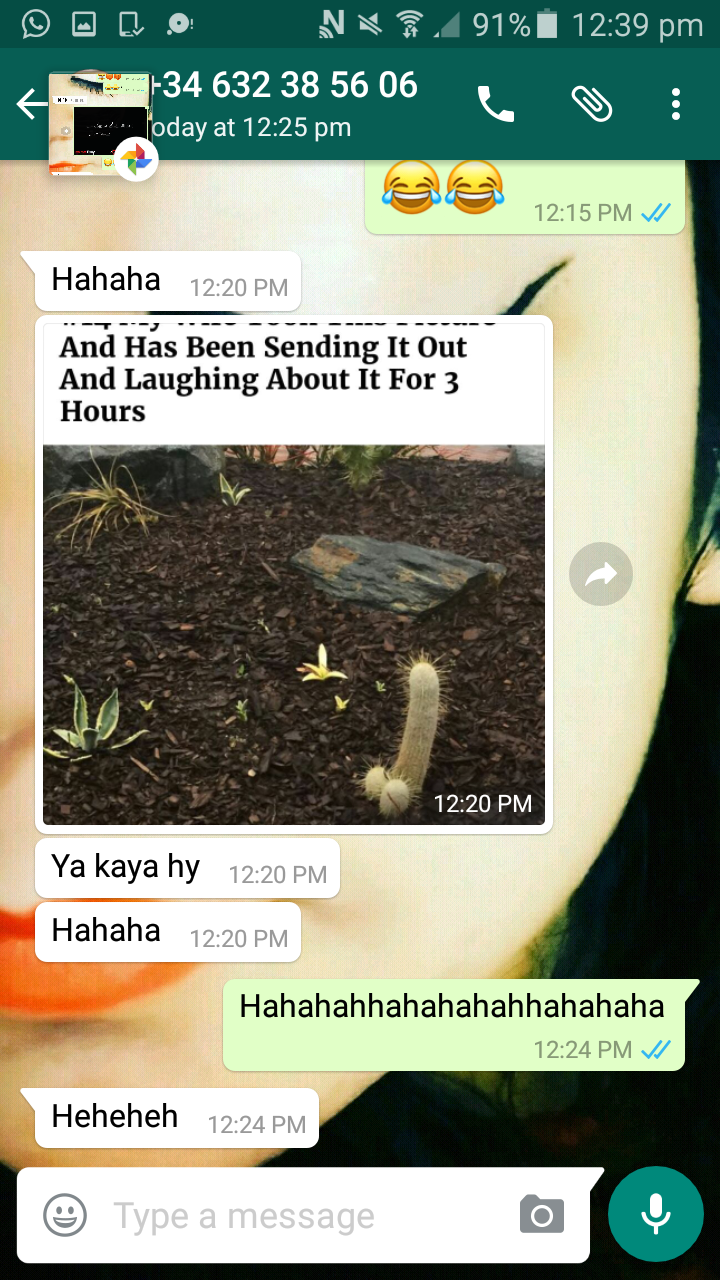 91% 12:39 pm
+34 632 38 56 06
oday at 12:25 pm
12:15 PM
Hahaha 12:20 PM
And Has Been Sending It Out
And Laughing About It For 3
Hours
12:20 PM
Ya kaya hy 12:20 PM
Hahaha 12:20 PM
Hahahahhahahahahhahahaha
12:24 PM
Heheheh 12:24 PM
Type a message